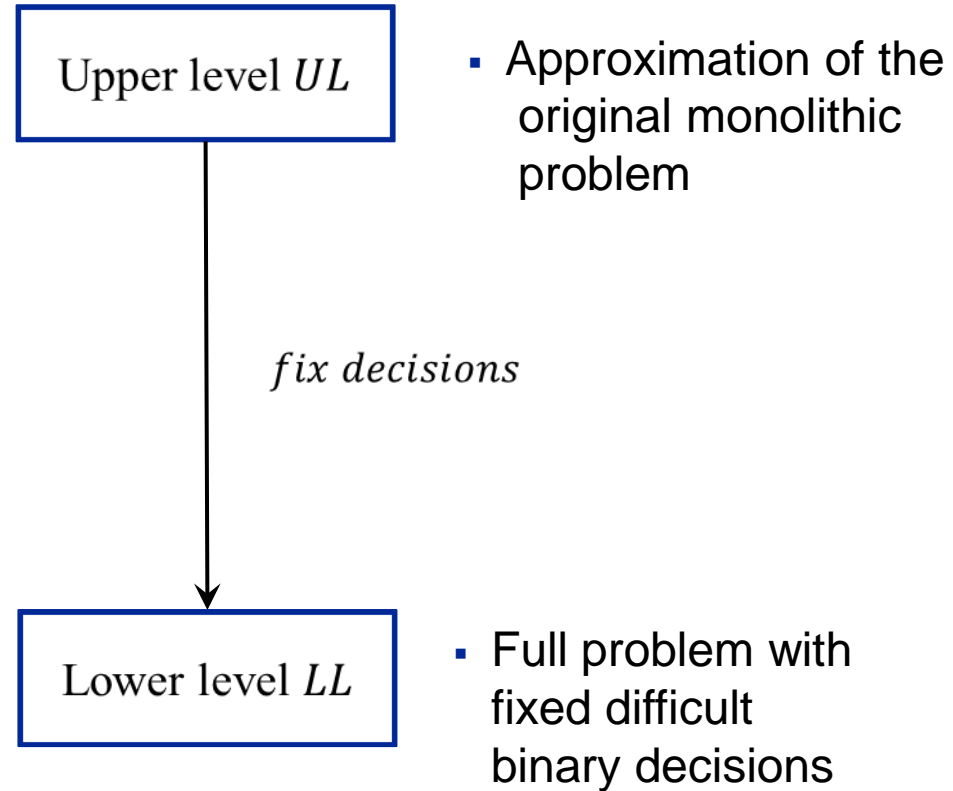 Upper level UL
▪ Approximation of the
original monolithic
problem
fix decisions
Lower level LL
▪ Full problem with
fixed difficult
binary decisions